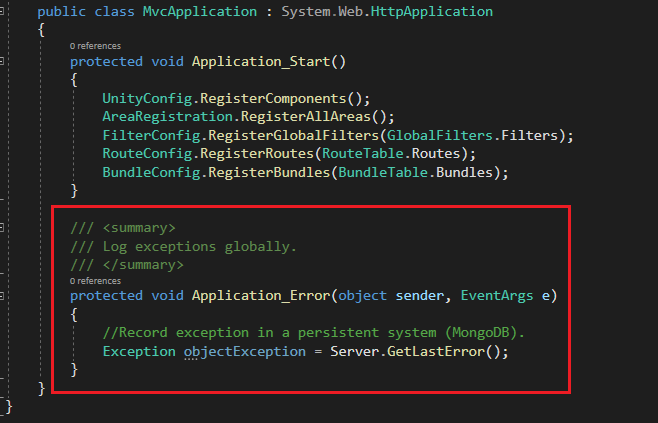 public class MvcApplication : System.Web.HttpApplication
{
0 references
protected void Application_Start()
{
UnityConfig.RegisterComponents();
AreaRegistration.RegisterAllAreas();
FilterConfig.RegisterGlobalFilters(GlobalFilters.Filters);
RouteConfig.RegisterRoutes(RouteTable.Routes);
BundleConfig.RegisterBundles(BundleTable.Bundles);
}
/// <summary>
/// Log exceptions globally.
/// </summary>
0 references
protected void Application_Error(object sender, EventArgs e)
{
//Record exception in a persistent system (MongoDB).
Exception objectException = Server.GetLastError();
}
}
}